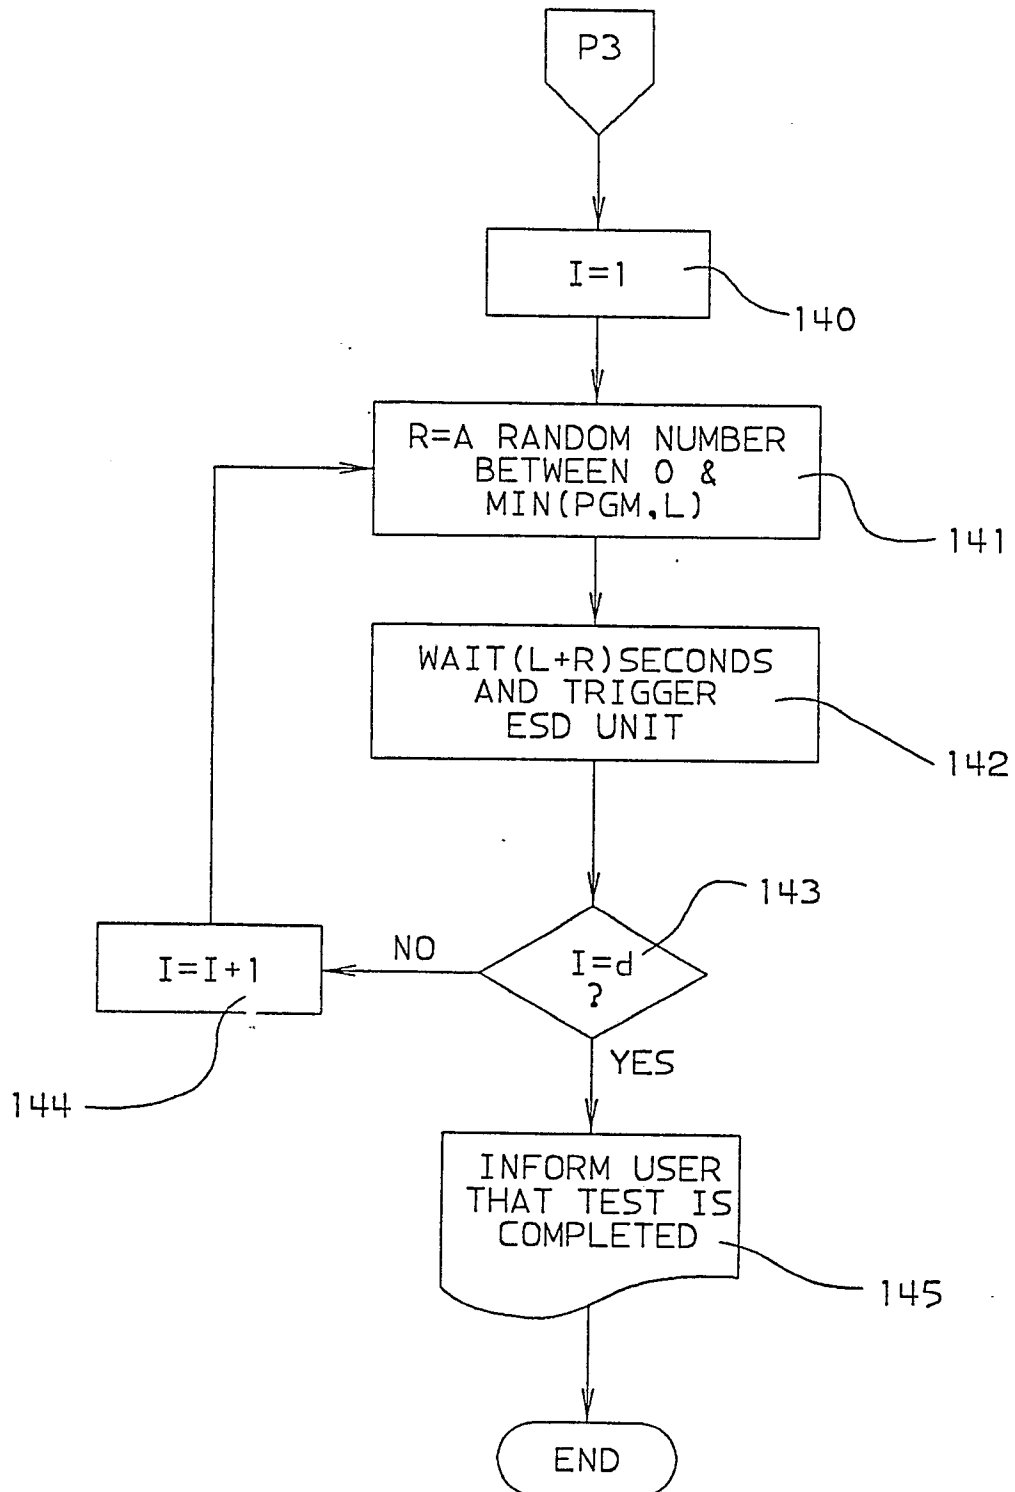 P3
I=1
140
R=A RANDOM NUMBER
BETWEEN 0 &
MIN(PGM,L)
141
WAIT(L+R)SECONDS
AND TRIGGER
ESD UNIT
142
143
I=d
?
NO
I=I+1
144
YES
INFORM USER
THAT TEST IS
COMPLETED
145
END